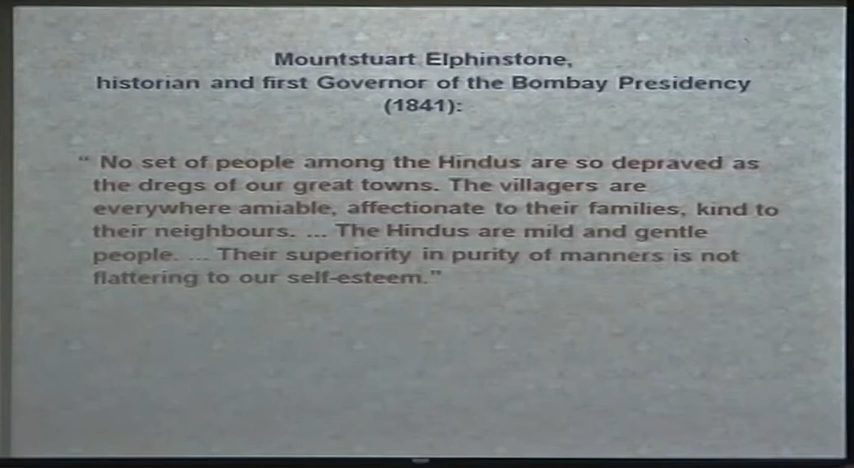 Mountstuart Elphinstone,
historian and first Governor of the Bombay Presidency
(1841):
“ No set of people among the Hindus are so depraved as
the dregs of our great towns. The villagers are
everywhere amiable, affectionate to their families, kind to
their neighbours. ... The Hindus are mild and gentle
people. ... Their superiority in purity of manners is not
flattering to our self-esteem.”